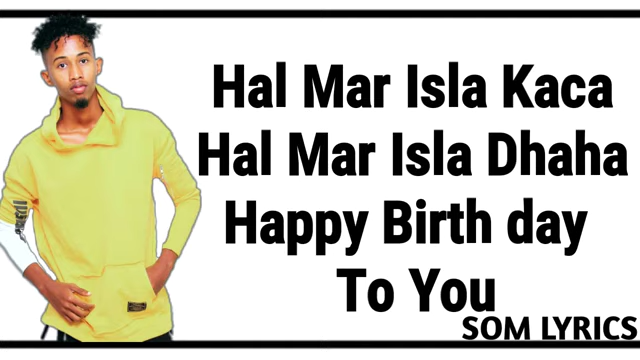 Hal Mar Isla Kaca
Hal Mar Isla Dhaha
Happy Birth day
To You
SOM LYRICS